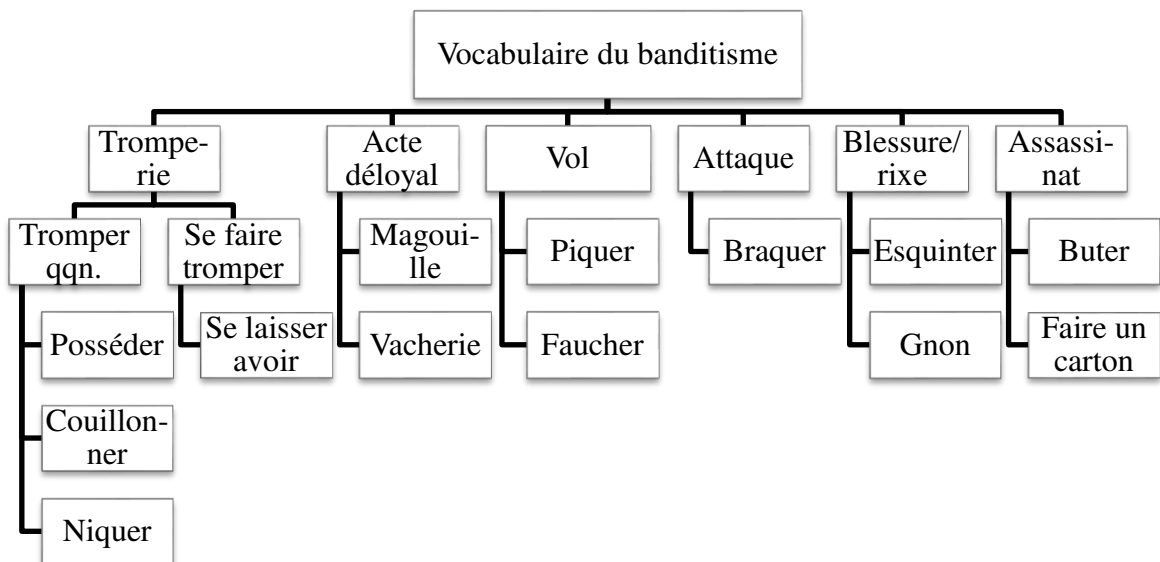 Vocabulaire du banditisme
Trompe-
rie
Tromper
qqn.
Posséder
Couillon-
ner
Niquer
Se faire
tromper
Se laisser
avoir
Acte
déloyal
Magoui-
lle
Vacherie
Vol
Piquer
Faucher
Attaque
Braquer
Blessure/
rixe
Esquinter
Gnon
Assassi-
nat
Buter
Faire un
carton